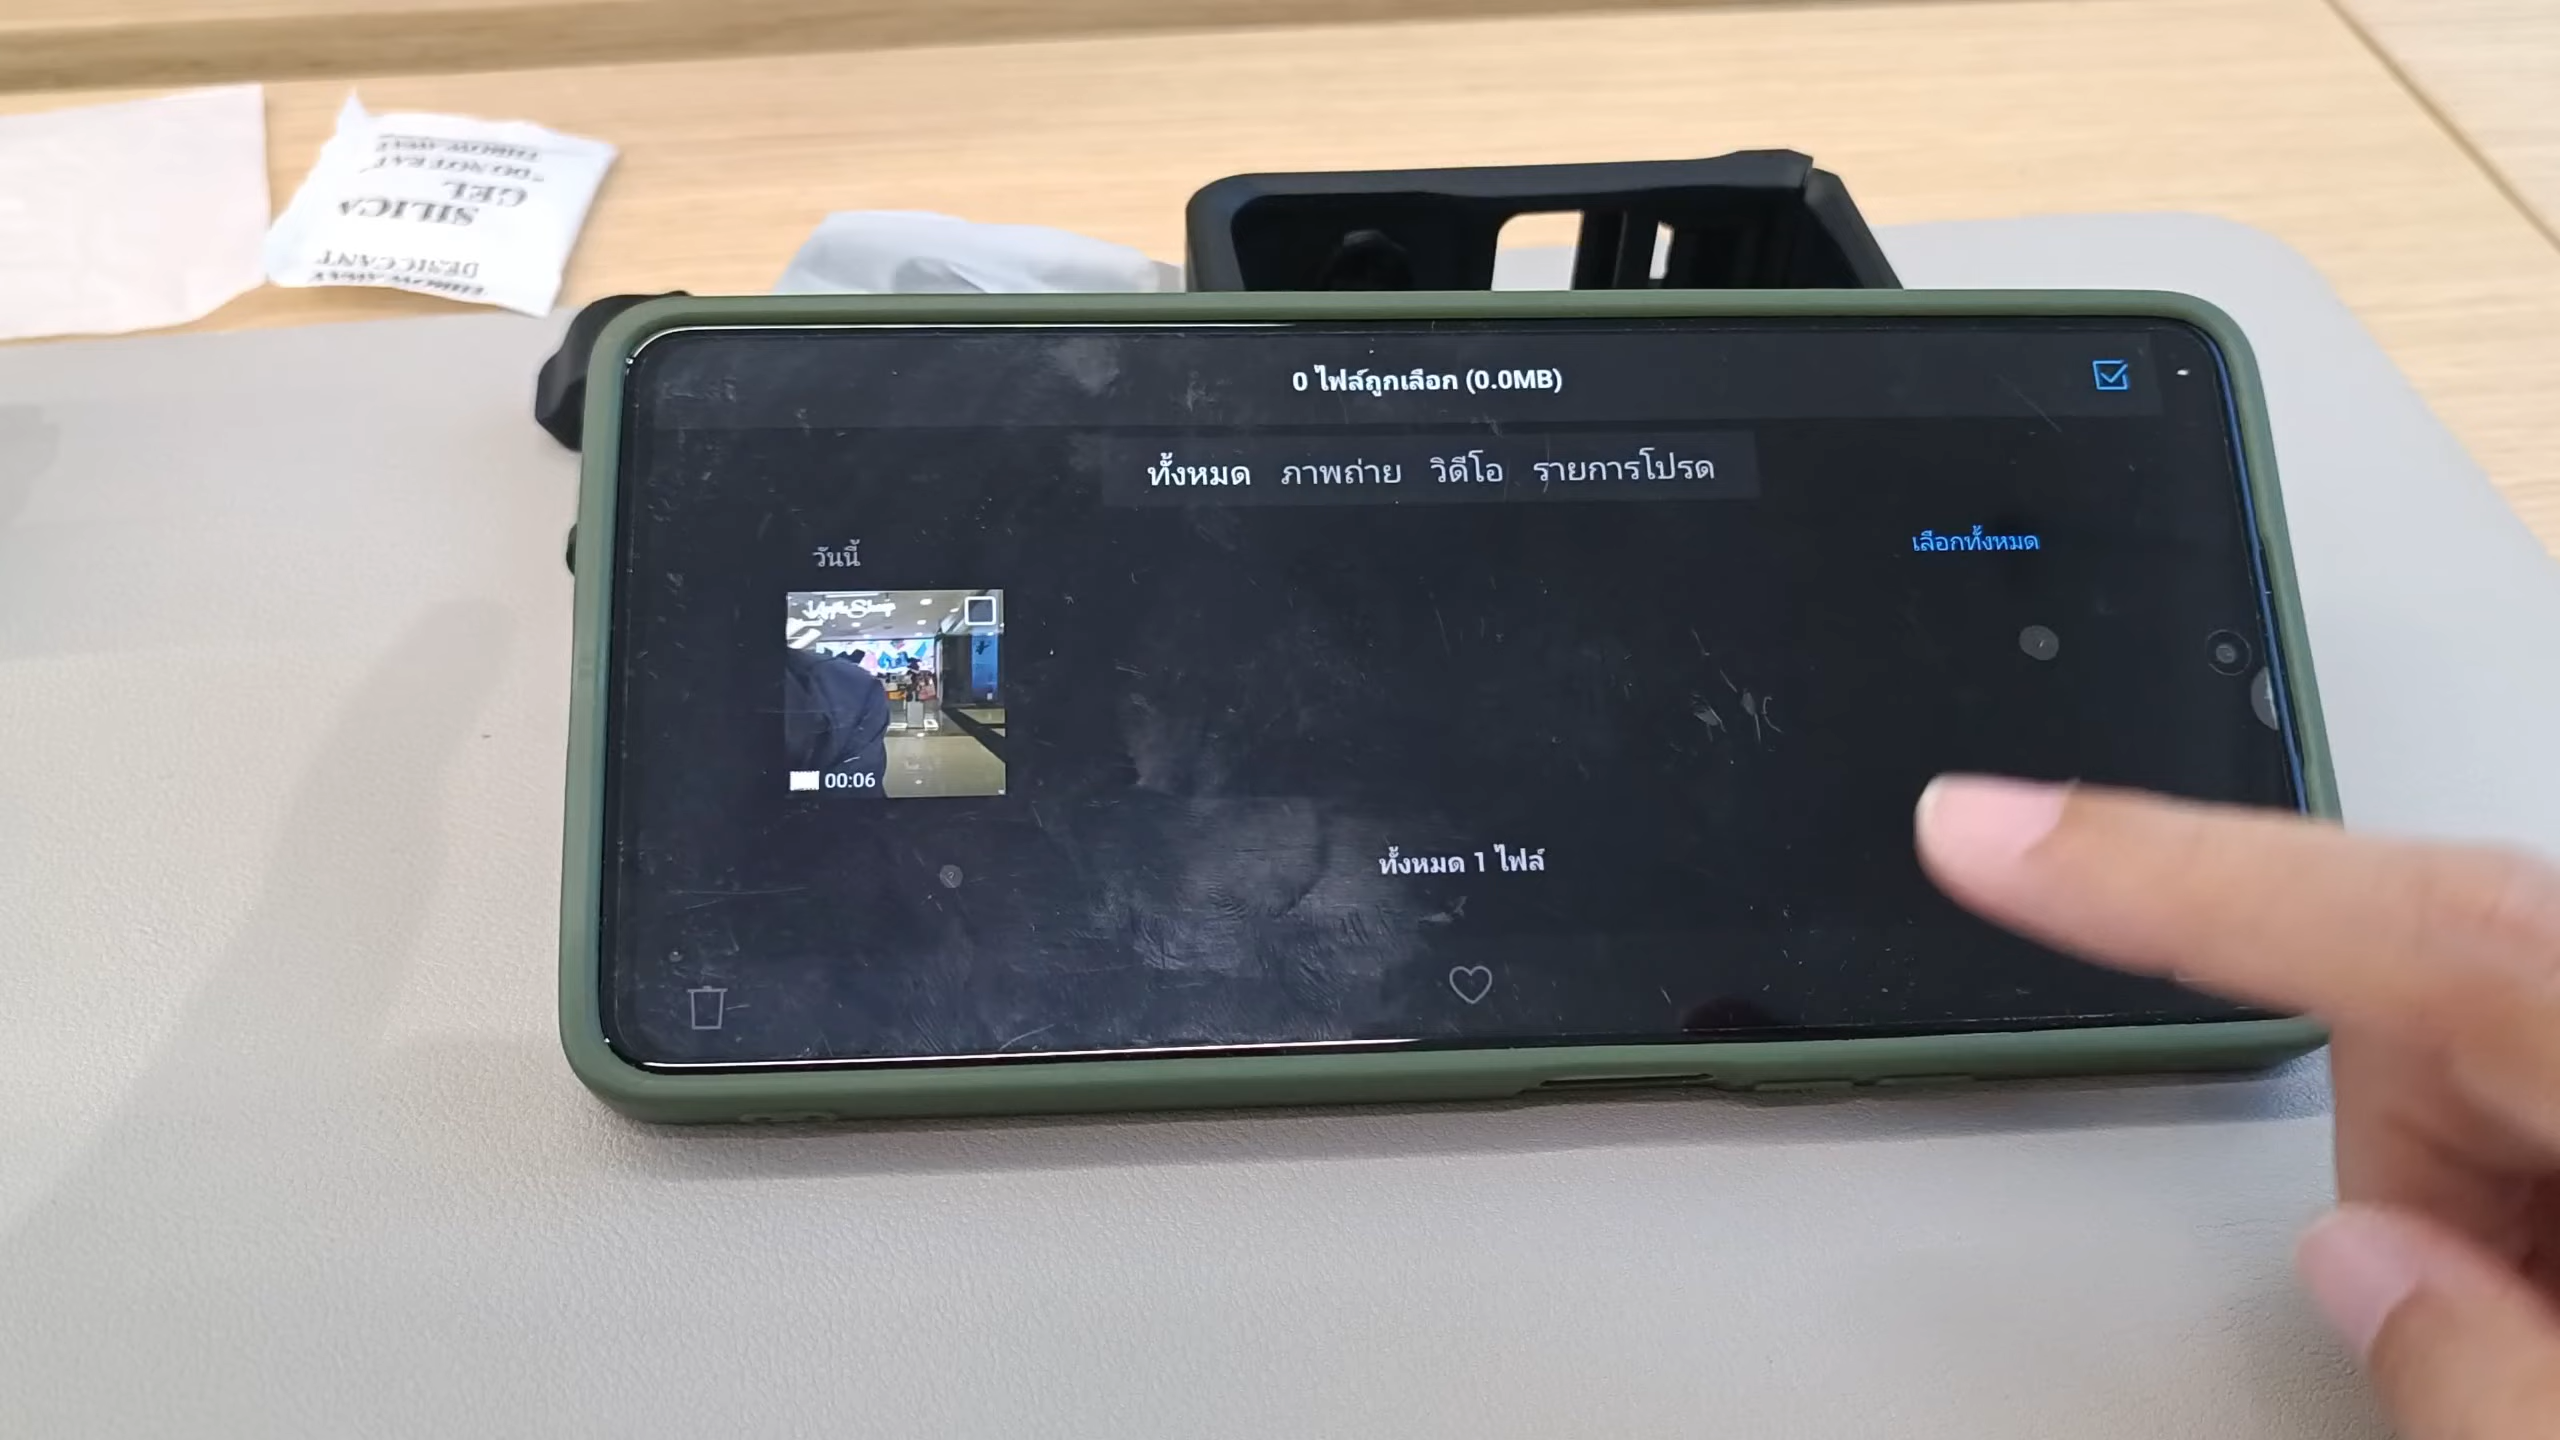 THROW AWAY
"DO NOT EAT"
SILICA
GEL
DESICCANT
THROW AWAY
0 ไฟล์ถูกเลือก (0.0MB)
ทั้งหมด ภาพถ่าย วิดีโอ รายการโปรด
วันนี้
เลือกทั้งหมด
00:06
ทั้งหมด 1 ไฟล์